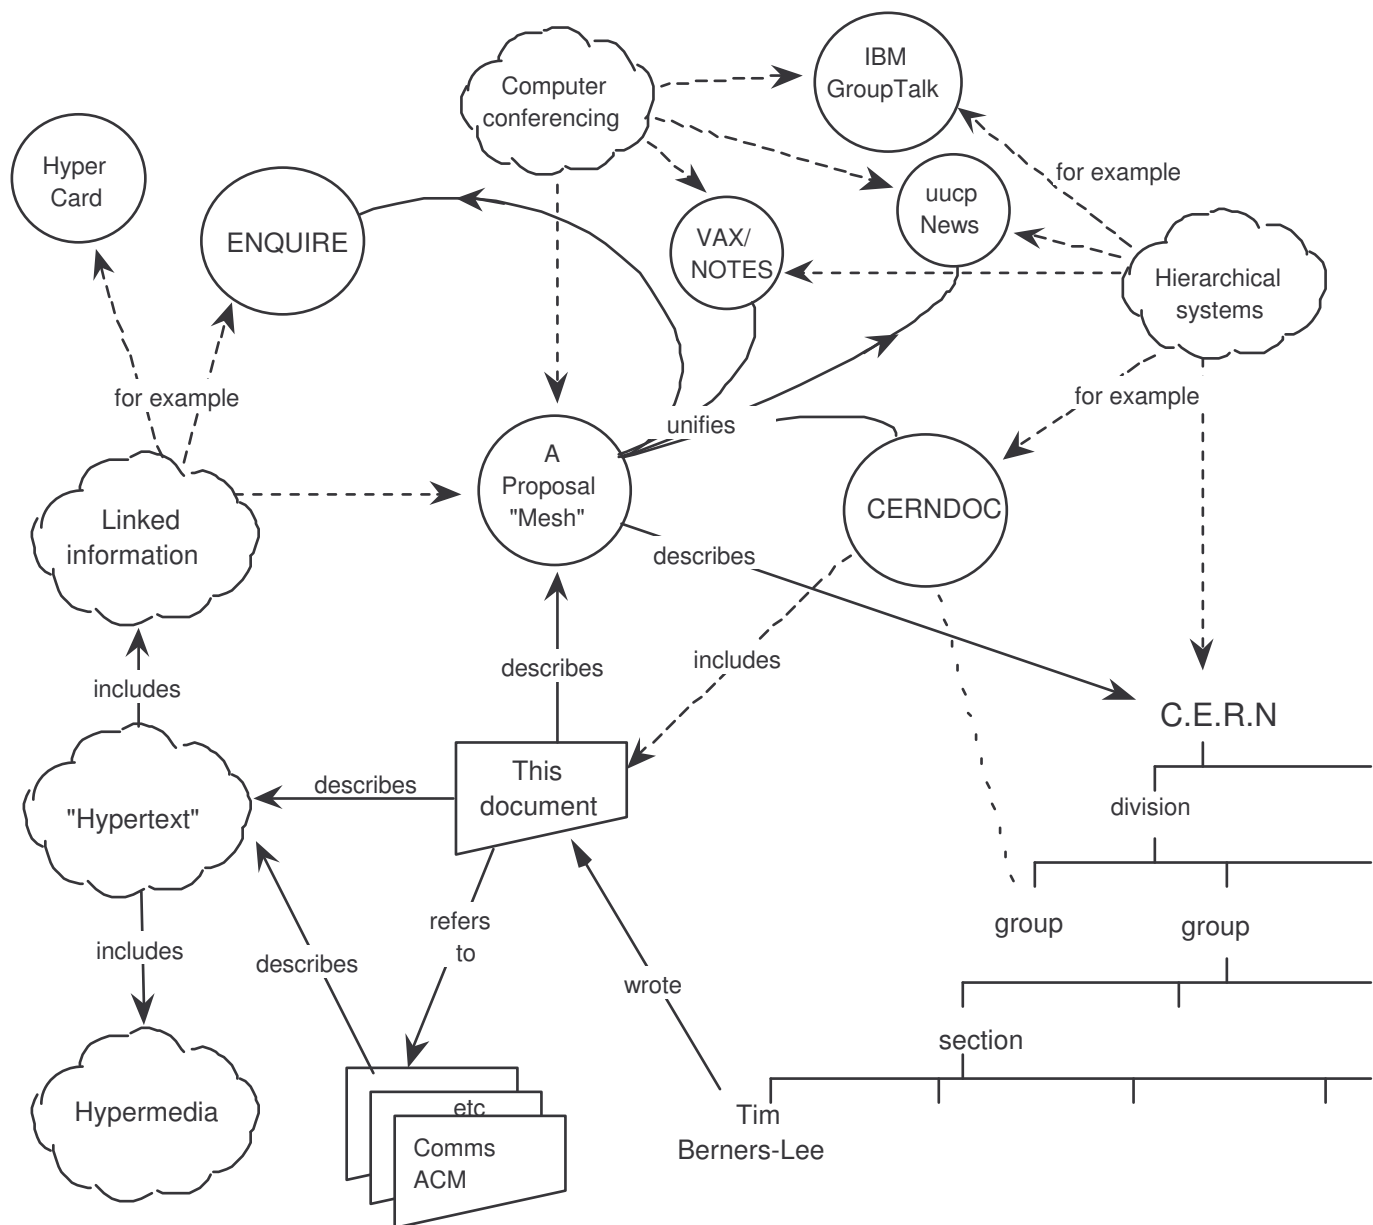 Computer
conferencing
IBM
GroupTalk
Hyper
Card
ENQUIRE
uucp
News
for example
VAX/
NOTES
Hierarchical
systems
for example
for example
unifies
A
Proposal
"Mesh"
CERNDOC
Linked
information
describes
includes
describes
includes
C.E.R.N
This
document
describes
"Hypertext"
division
refers
to
group
group
includes
describes
wrote
section
Hypermedia
etc
Comms
ACM
Tim
Berners-Lee